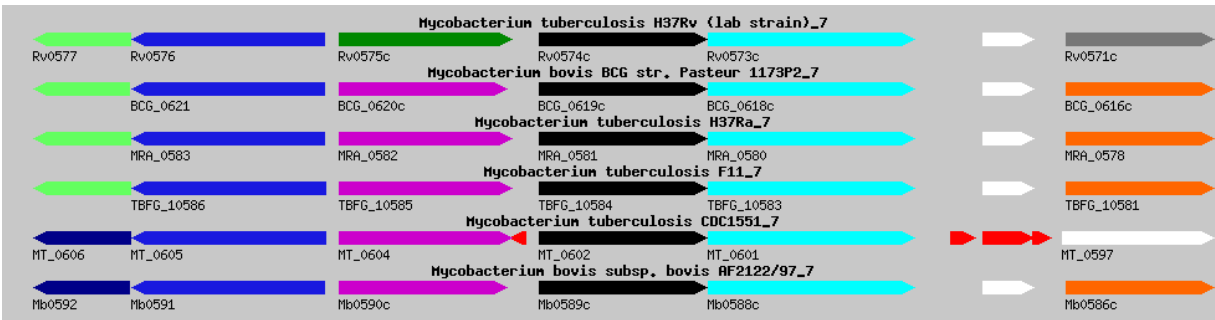 Mycobacterium tuberculosis H37Rv (lab strain)_7
Rv0577 Rv0576 Rv0575c Rv0574c Rv0573c Rv0571c
Mycobacterium bovis BCG str. Pasteur 1173P2_7
BCG_0621 BCG_0620c BCG_0619c BCG_0618c BCG_0616c
Mycobacterium tuberculosis H37Ra_7
MRA_0583 MRA_0582 MRA_0581 MRA_0580 MRA_0578
Mycobacterium tuberculosis F11_7
TBFG_10586 TBFG_10585 TBFG_10584 TBFG_10583 TBFG_10581
Mycobacterium tuberculosis CDC1551_7
MT_0606 MT_0605 MT_0604 MT_0602 MT_0601 MT_0597
Mycobacterium bovis subsp. bovis AF2122/97_7
Mb0592 Mb0591 Mb0590c Mb0589c Mb0588c Mb0586c